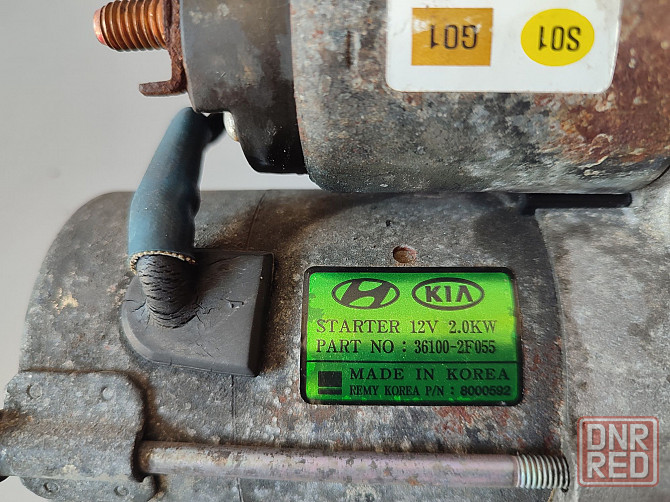 G01
S01
KIA
STARTER 12V 2.0KW
PART NO : 36100-2F055
MADE IN KOREA
REMY KOREA P/N : 8000592
DNR
RED